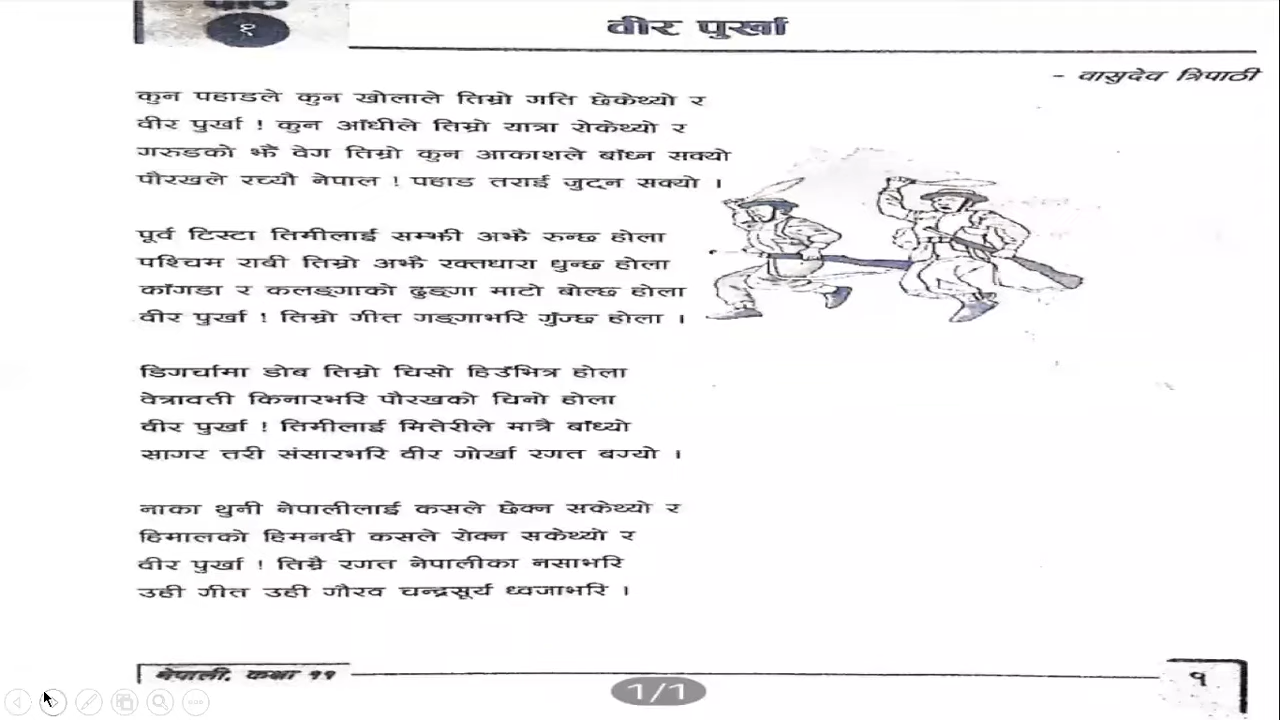 १
वीर पुर्खा
- वासुदेव त्रिपाठी
कुन पहाडले कुन खोलाले तिम्रो गति छेकेथ्यो र
वीर पुर्खा ! कुन आँधीले तिम्रो यात्रा रोकेथ्यो र
गरुडको झैँ वेग तिम्रो कुन आकाशले बाँध्न सक्यो
पौरखले रच्यौ नेपाल ! पहाड तराई जुट्न सक्यो ।
पूर्व टिस्टा तिमीलाई सम्झी अझै रुन्छ होला
पश्चिम राबी तिम्रो अझै रक्तधारा धुन्छ होला
काँगडा र कलङ्गाको ढुङ्गा माटो बोल्छ होला
वीर पुर्खा ! तिम्रो गीत गङ्गाभरि गुँज्छ होला ।
डिगर्चामा डोब तिम्रो चिसो हिउँभित्र होला
वेत्रावती किनारभरि पौरखको चिनो होला
वीर पुर्खा ! तिमीलाई मितेरीले मात्रै बाँध्यो
सागर तरी संसारभरि वीर गोर्खा रगत बग्यो ।
नाका थुनी नेपालीलाई कसले छेक्न सकेथ्यो र
हिमालको हिमनदी कसले रोक्न सकेथ्यो र
वीर पुर्खा ! तिम्रै रगत नेपालीका नसाभरि
उही गीत उही गौरव चन्द्रसूर्य ध्वजाभरि ।
नेपाली, कक्षा ११
1/1
१